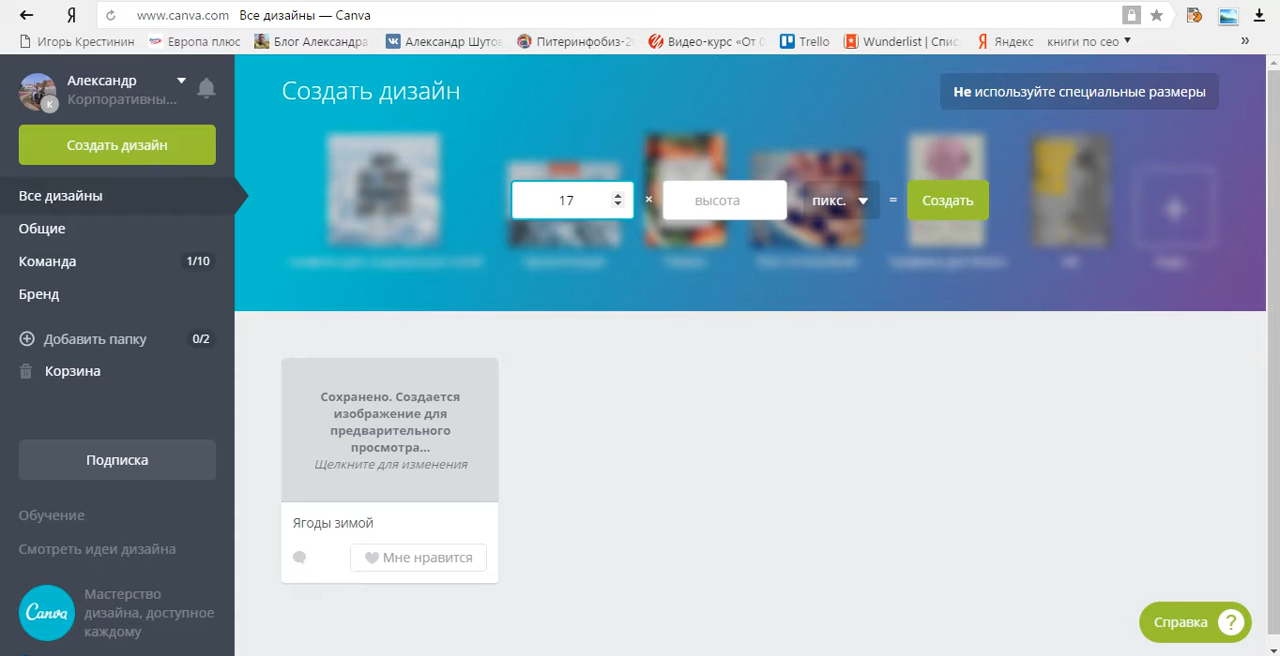 Я
www.canva.com Все дизайны — Canva
Игорь Крестинин
Европа плюс
Блог Александра
Александр Шутов
Питеринфобиз-2
Видео-курс «От
Trello
Wunderlist | Спис
Яндекс
книги по сео
»
Александр
Корпоративны...
K
Создать дизайн
Все дизайны
Общие
Команда 1/10
Бренд
Добавить папку 0/2
Корзина
Подписка
Обучение
Смотреть идеи дизайна
Canva
Мастерство
дизайна, доступное
каждому
Создать дизайн
Не используйте специальные размеры
17 × высота пикс. = Создать
Сохранено. Создается
изображение для
предварительного
просмотра...
Щелкните для изменения
Ягоды зимой
Мне нравится
Справка ?